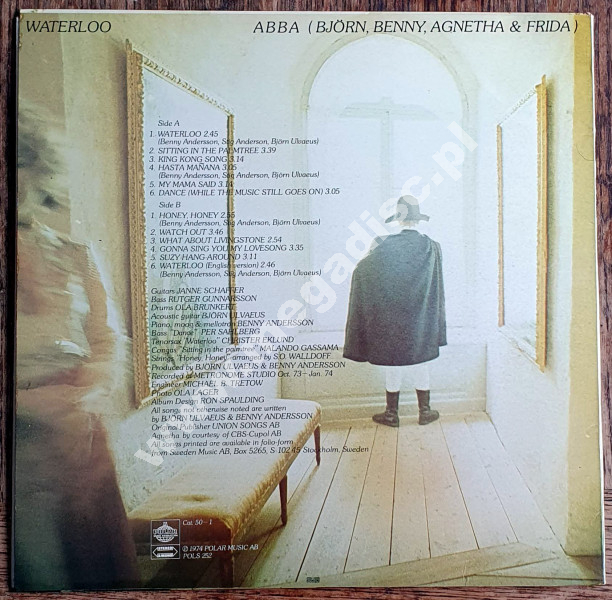 WATERLOO
ABBA (BJÖRN, BENNY, AGNETHA & FRIDA)
Side A
1. WATERLOO 2.45
(Benny Andersson, Stig Anderson, Björn Ulvaeus)
2. SITTING IN THE PALMTREE 3.39
3. KING KONG SONG 3.14
4. HASTA MAÑANA 3.05
(Benny Andersson, Stig Anderson, Björn Ulvaeus)
5. MY MAMA SAID 3.14
6. DANCE (WHILE THE MUSIC STILL GOES ON) 3.05
Side B
1. HONEY, HONEY 2.55
(Benny Andersson, Stig Anderson, Björn Ulvaeus)
2. WATCH OUT 3.46
3. WHAT ABOUT LIVINGSTONE 2.54
4. GONNA SING YOU MY LOVESONG 3.35
5. SUZY HANG-AROUND 3.11
6. WATERLOO (English version) 2.46
(Benny Andersson, Stig Anderson, Björn Ulvaeus)
Guitars JANNE SCHAFFER
Bass RUTGER GUNNARSSON
Drums OLA BRUNKERT
Acoustic guitar BJÖRN ULVAEUS
Piano, moog & mellotron BENNY ANDERSSON
Bass "Dance" PER SAHLBERG
Tenorsax "Waterloo" CHRISTER EKLUND
Congas "Sitting in the palmtree" MALANDO GASSAMA
Strings "Honey, Honey" arranged by S.O. WALLDOFF
Produced by BJÖRN ULVAEUS & BENNY ANDERSSON
Recorded at METRONOME STUDIO Oct. 73–Jan. 74
Engineer MICHAEL B. TRETOW
Photo OLA LAGER
Album Design RON SPAULDING
All songs not otherwise noted are written
by BJÖRN ULVAEUS & BENNY ANDERSSON
Original Publisher UNION SONGS AB
Agnetha by courtesy of CBS-Cupol AB
All songs printed are available in folio-form
from Sweden Music AB, Box 5265, S-102 45 Stockholm, Sweden
Cat. 50–1
STEREO
℗ 1974 POLAR MUSIC AB
POLS 252
www.megadisc.pl